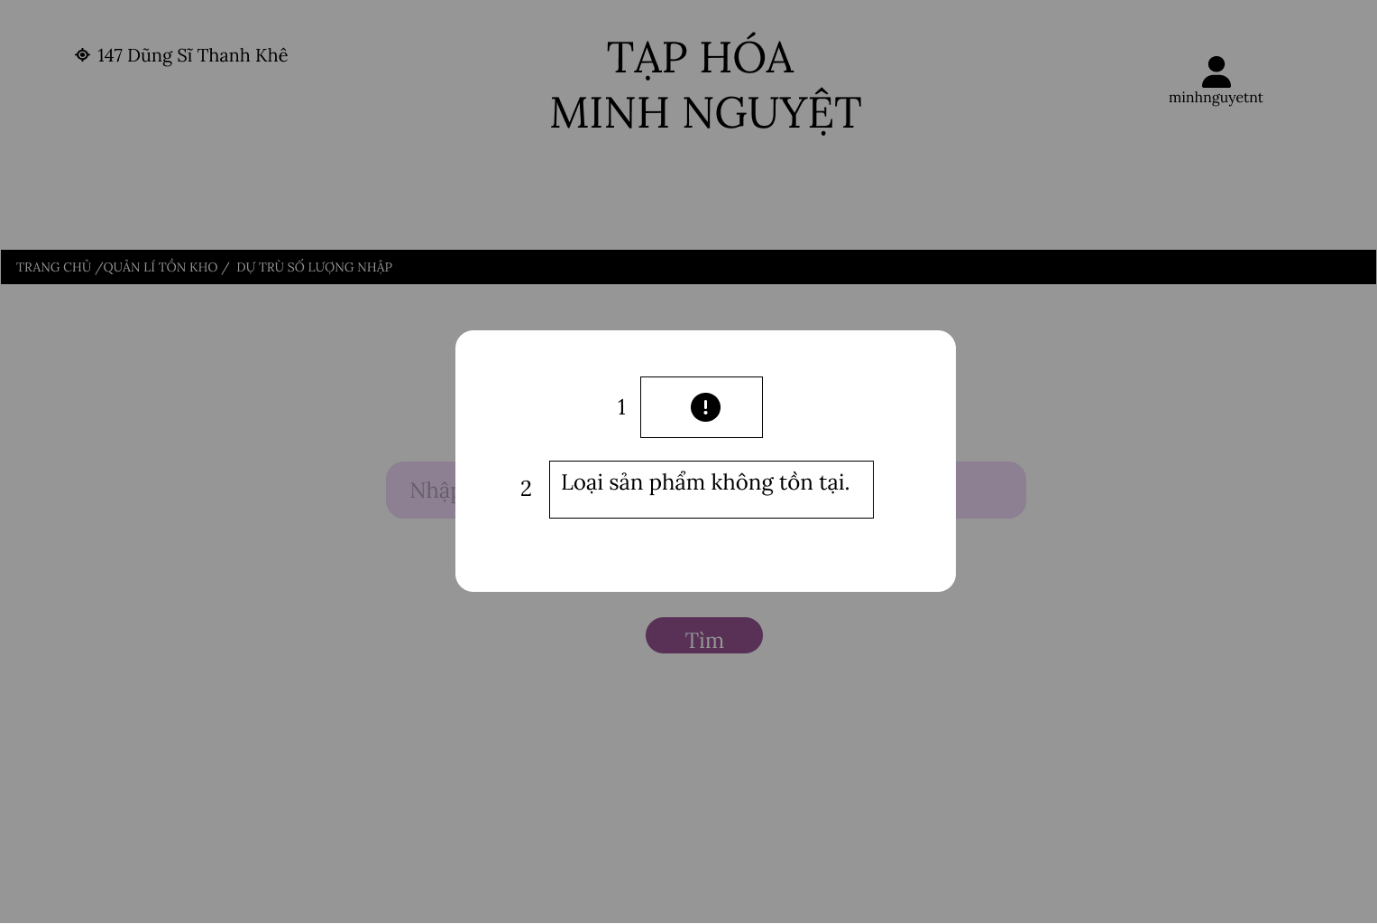 147 Dũng Sĩ Thanh Khê
TẠP HÓA
MINH NGUYỆT
minhnguyetnt
TRANG CHỦ /QUẢN LÍ TỒN KHO / DỰ TRÙ SỐ LƯỢNG NHẬP
1
2 Loại sản phẩm không tồn tại.
Nhập
Tìm